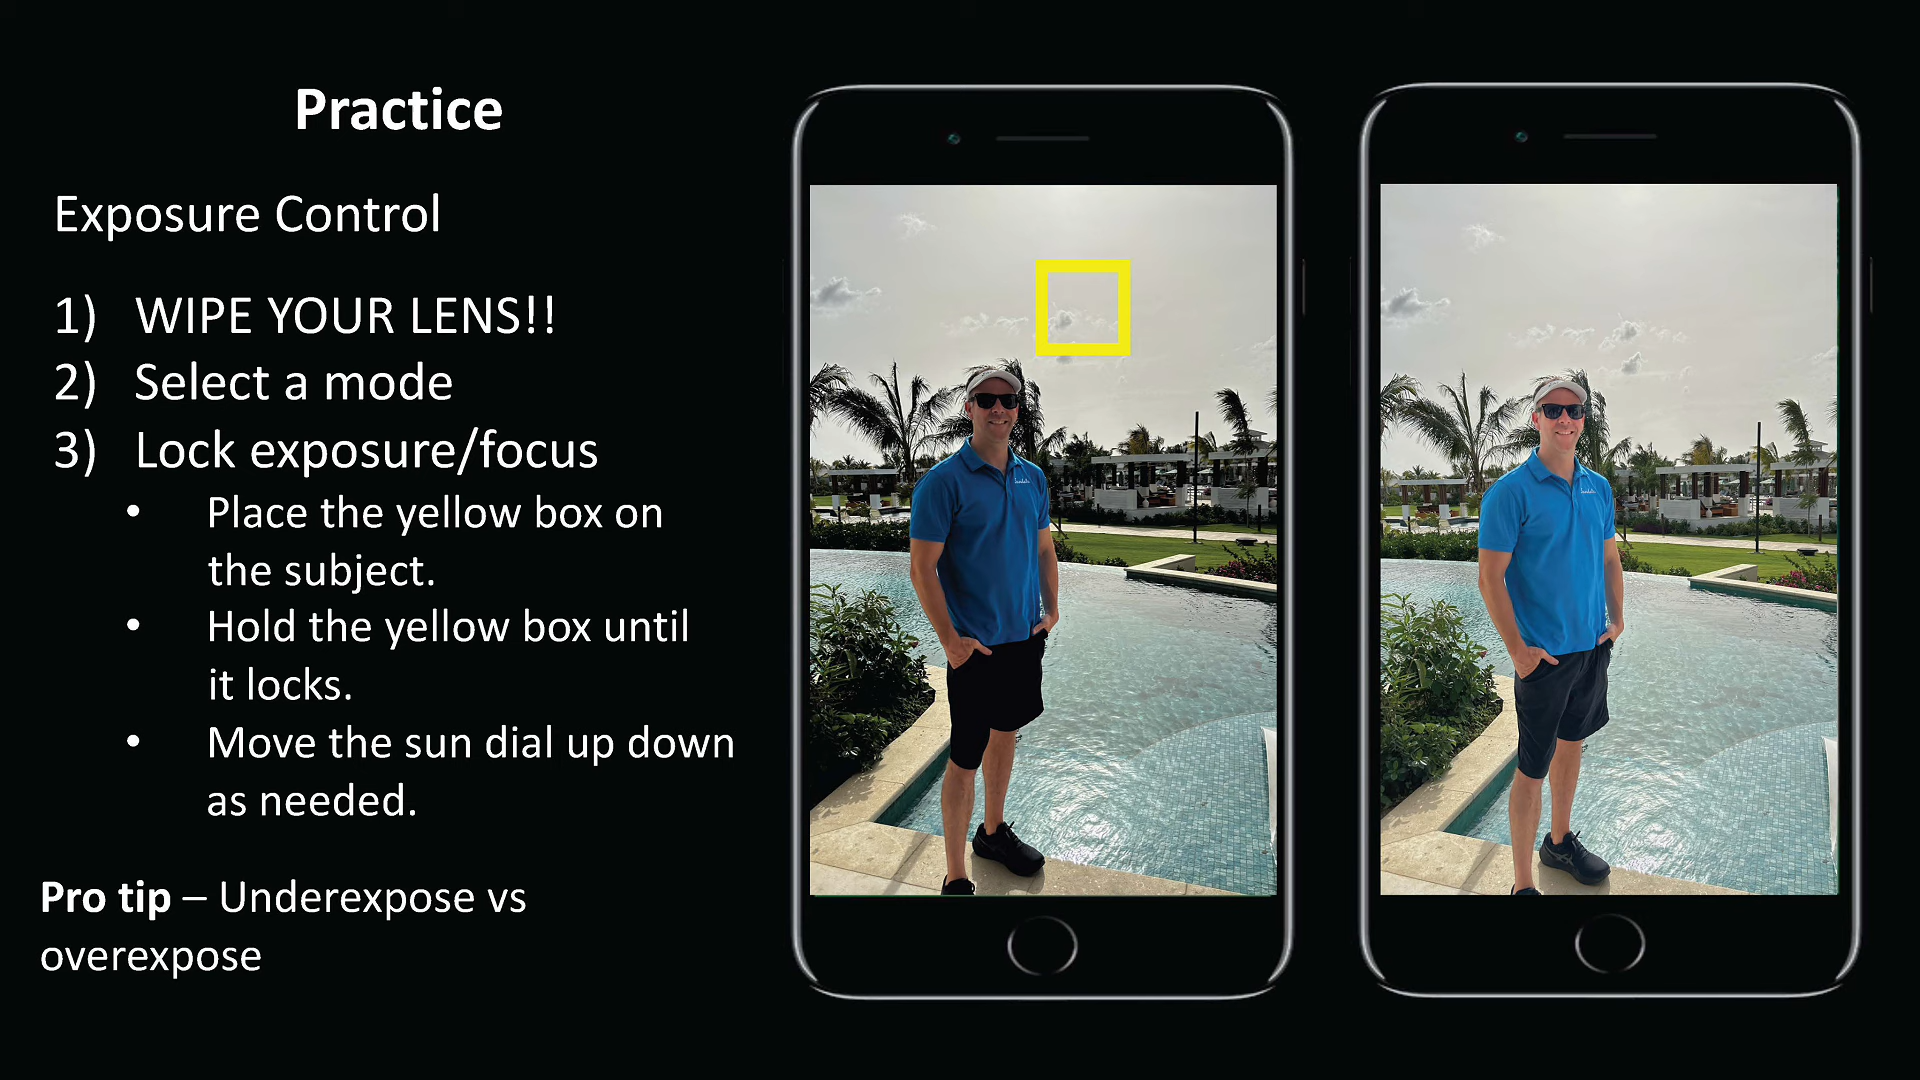 Practice
Exposure Control
1) WIPE YOUR LENS!!
2) Select a mode
3) Lock exposure/focus
• Place the yellow box on
the subject.
• Hold the yellow box until
it locks.
• Move the sun dial up down
as needed.
Pro tip – Underexpose vs
overexpose